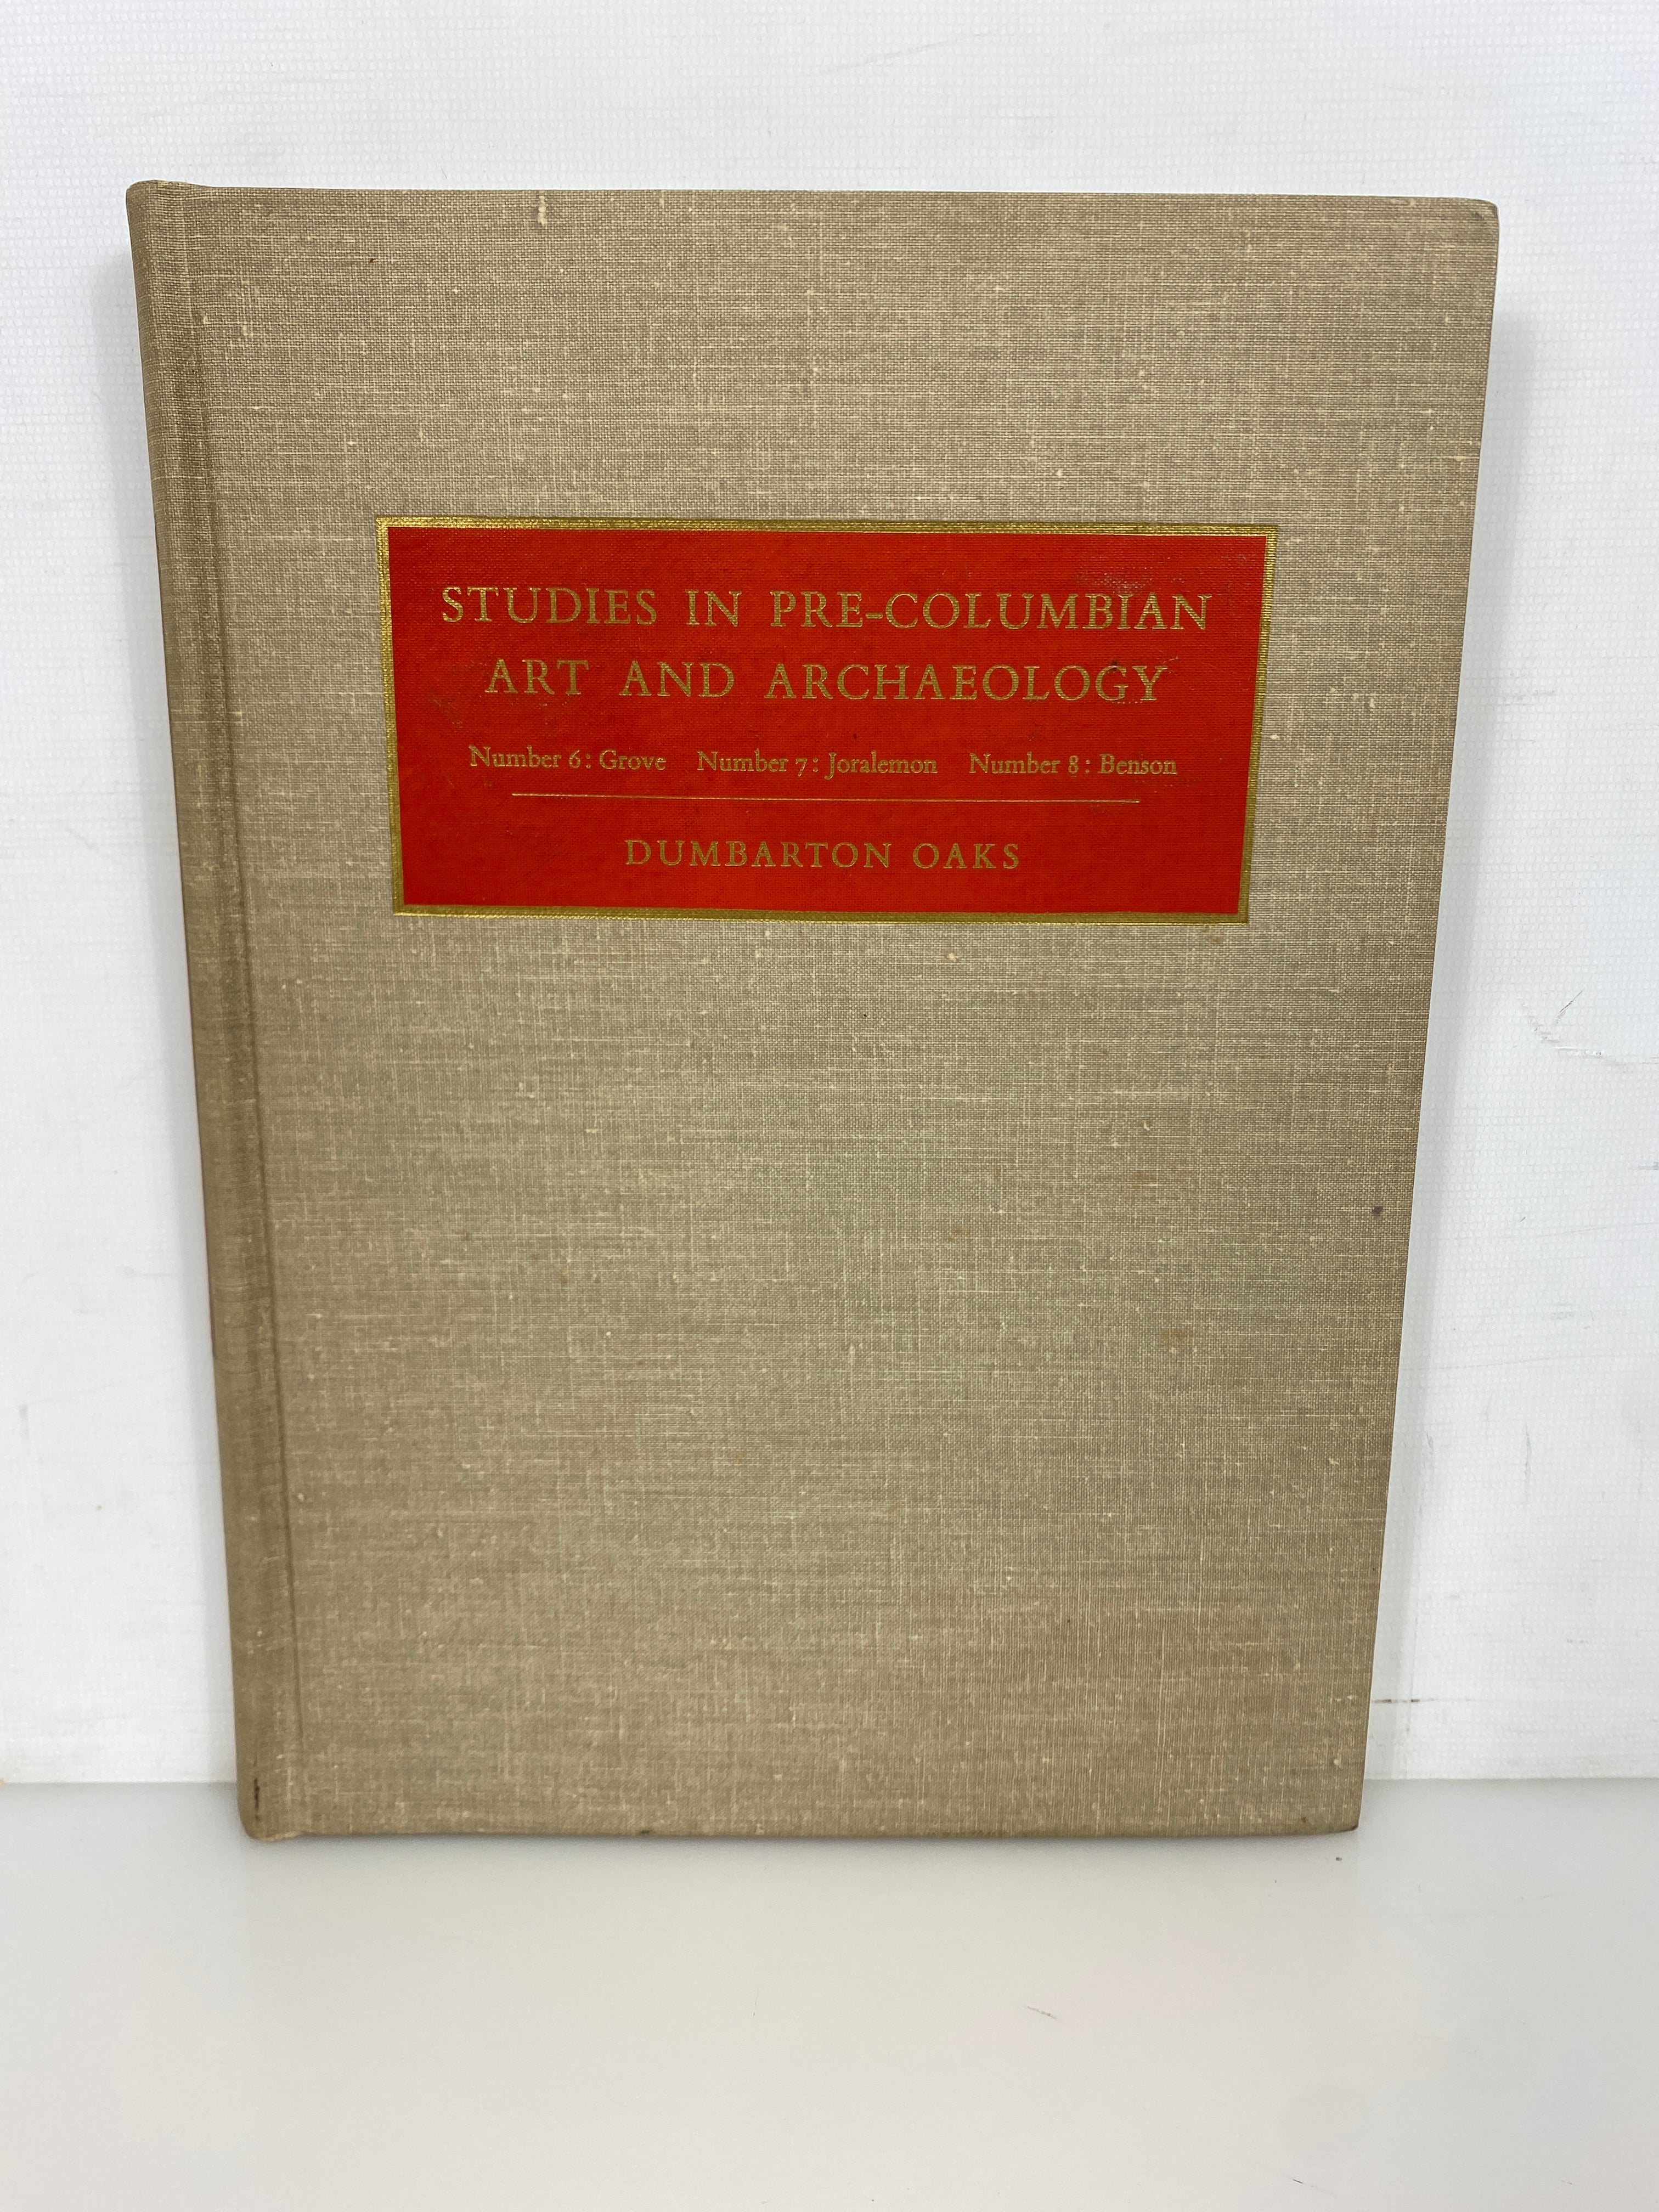 STUDIES IN PRE-COLUMBIAN
ART AND ARCHAEOLOGY
Number 6: Grove Number 7: Joralemon Number 8: Benson
DUMBARTON OAKS